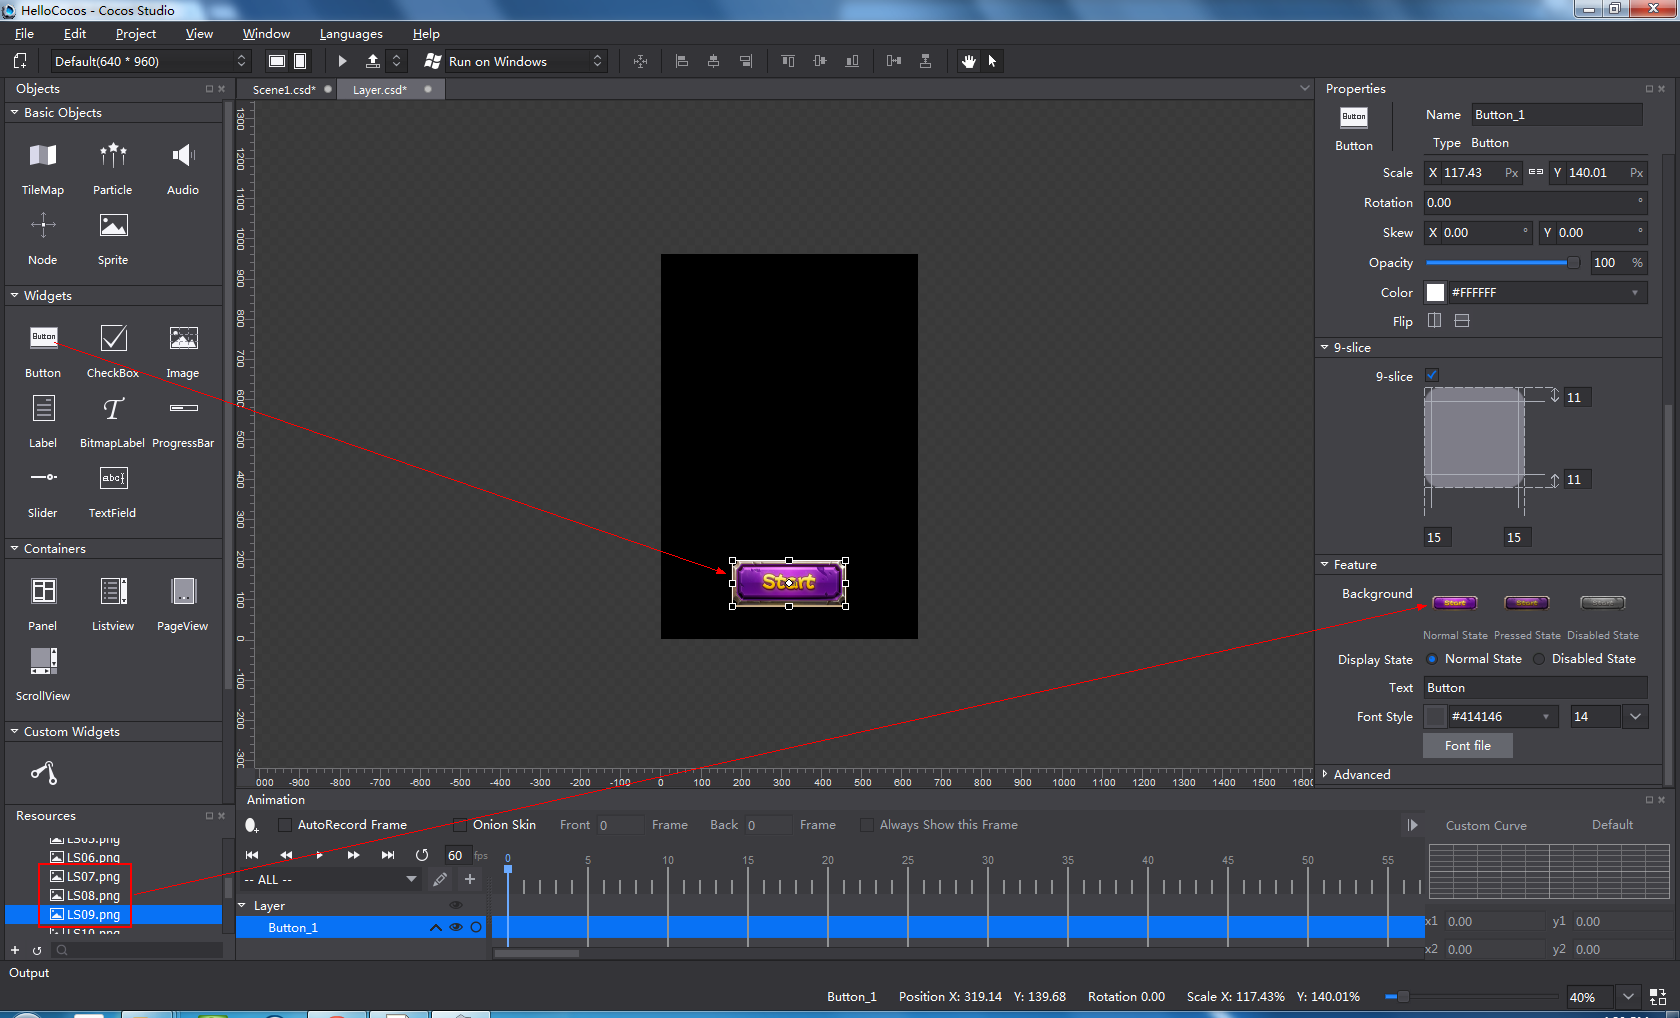 HelloCocos - Cocos Studio
File Edit Project View Window Languages Help
Default(640 * 960) Run on Windows
Objects
Basic Objects
TileMap Particle Audio
Node Sprite
Widgets
Button
Button CheckBox Image
Label BitmapLabel ProgressBar
Slider TextField
Containers
Panel Listview PageView
ScrollView
Custom Widgets
Resources
LS05.png
LS06.png
LS07.png
LS08.png
LS09.png
LS10.png
Scene1.csd* Layer.csd*
1300
1200
1100
1000
900
800
700
600
500
400
300
200
100
0
-100
-200
-300
Start
000 -900 -800 -700 -600 -500 -400 -300 -200 -100 0 100 200 300 400 500 600 700 800 900 1000 1100 1200 1300 1400 1500 1600
Properties
Button
Button
Name Button_1
Type Button
Scale X 117.43 Px Y 140.01 Px
Rotation 0.00 °
Skew X 0.00 ° Y 0.00 °
Opacity 100 %
Color #FFFFFF
Flip
9-slice
9-slice
11
11
15 15
Feature
Background Start Start
Normal State Pressed State Disabled State
Display State Normal State Disabled State
Text Button
Font Style #414146 14
Font file
Advanced
Animation
AutoRecord Frame Onion Skin Front 0 Frame Back 0 Frame Always Show this Frame
60 fps
0 5 10 15 20 25 30 35 40 45 50 55
-- ALL --
Layer
Button_1
Custom Curve Default
x1 0.00 y1 0.00
x2 0.00 y2 0.00
Output
Button_1 Position X: 319.14 Y: 139.68 Rotation 0.00 Scale X: 117.43% Y: 140.01% 40%